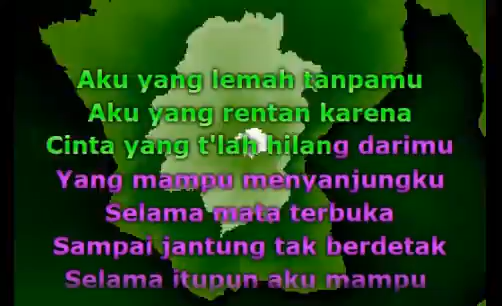 Aku yang lemah tanpamu
Aku yang rentan karena
Cinta yang t'lah hilang darimu
Yang mampu menyanjungku
Selama mata terbuka
Sampai jantung tak berdetak
Selama itupun aku mampu